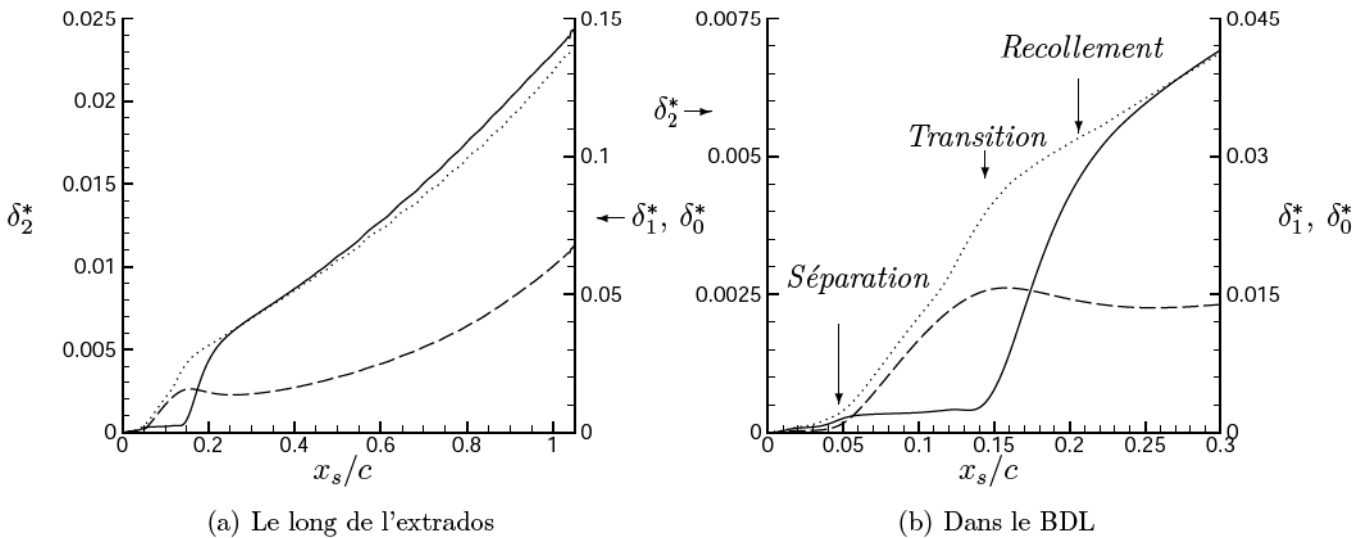 0.025
0.02
0.015
0.01
0.005
0
δ₂*
0 0.2 0.4 0.6 0.8 1
x_s/c
0.15
0.1
0.05
0
δ₁*, δ₀*
(a) Le long de l'extrados
0.0075
0.005
0.0025
0
δ₂*
Séparation
Transition
Recollement
0 0.05 0.1 0.15 0.2 0.25 0.3
x_s/c
0.045
0.03
0.015
0
δ₁*, δ₀*
(b) Dans le BDL